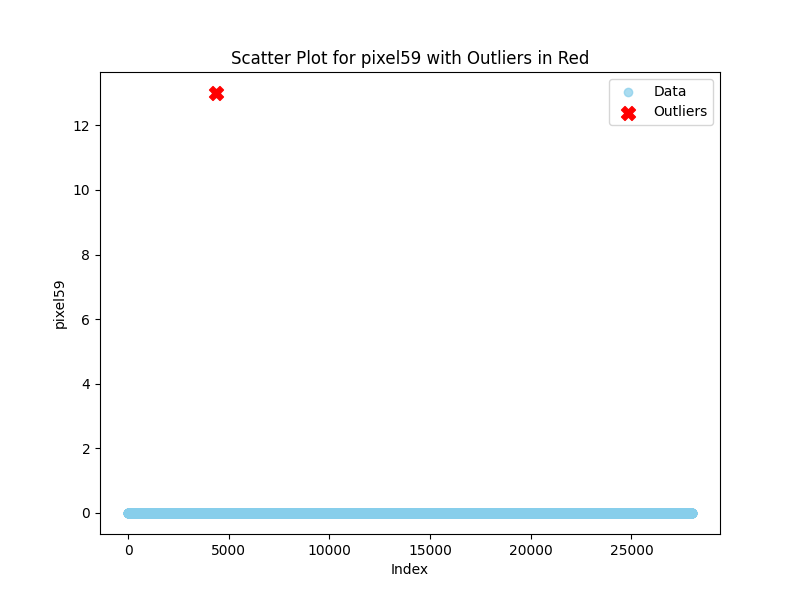 Scatter Plot for pixel59 with Outliers in Red
Data
Outliers
12
10
8
6
4
2
0
pixel59
0 5000 10000 15000 20000 25000
Index